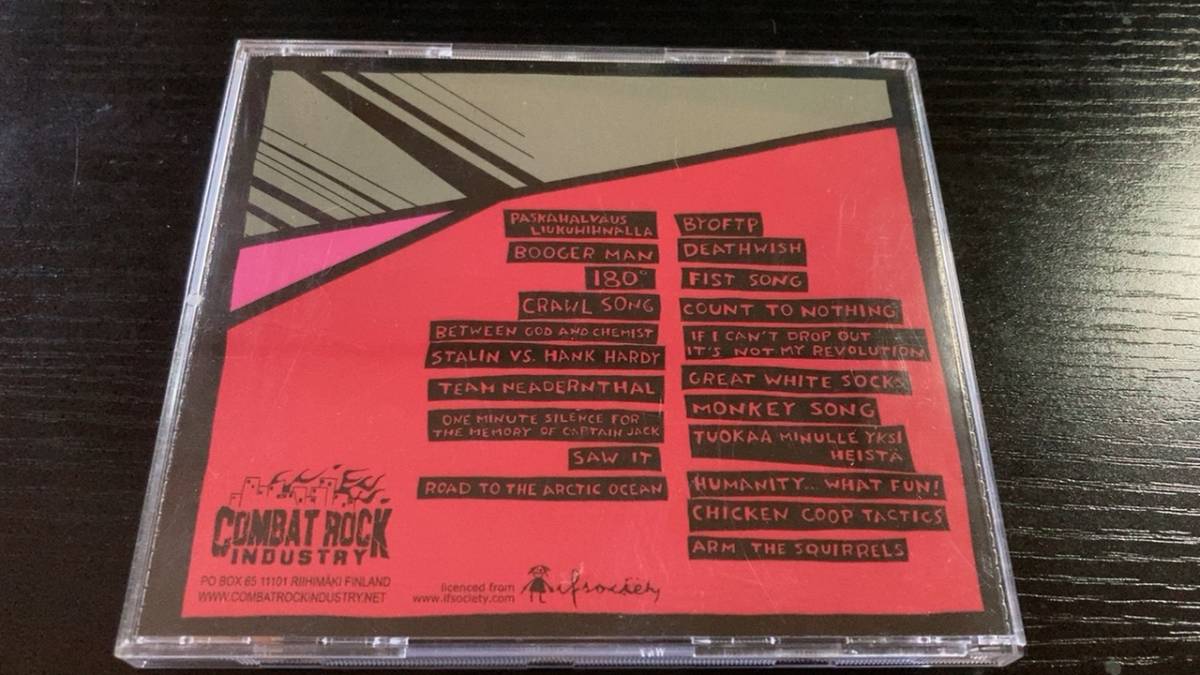 PASKAHALVAUS
LIUKUHIHNALLA
BOOGER MAN
180°
CRAWL SONG
BETWEEN GOD AND CHEMIST
STALIN VS. HANK HARDY
TEAM NEADERNTHAL
ONE MINUTE SILENCE FOR
THE MEMORY OF CAPTAIN JACK
SAW IT
ROAD TO THE ARCTIC OCEAN
BYOFTP
DEATHWISH
FIST SONG
COUNT TO NOTHING
IF I CAN'T DROP OUT
IT'S NOT MY REVOLUTION
GREAT WHITE SOCKS
MONKEY SONG
TUOKAA MINULLE YKSI
HEISTÄ
HUMANITY... WHAT FUN!
CHICKEN COOP TACTICS
ARM THE SQUIRRELS
COMBAT ROCK
INDUSTRY
PO BOX 65 11101 RIIHIMÄKI FINLAND
WWW.COMBATROCKINDUSTRY.NET
licenced from
www.ifsociety.com
ifsociety